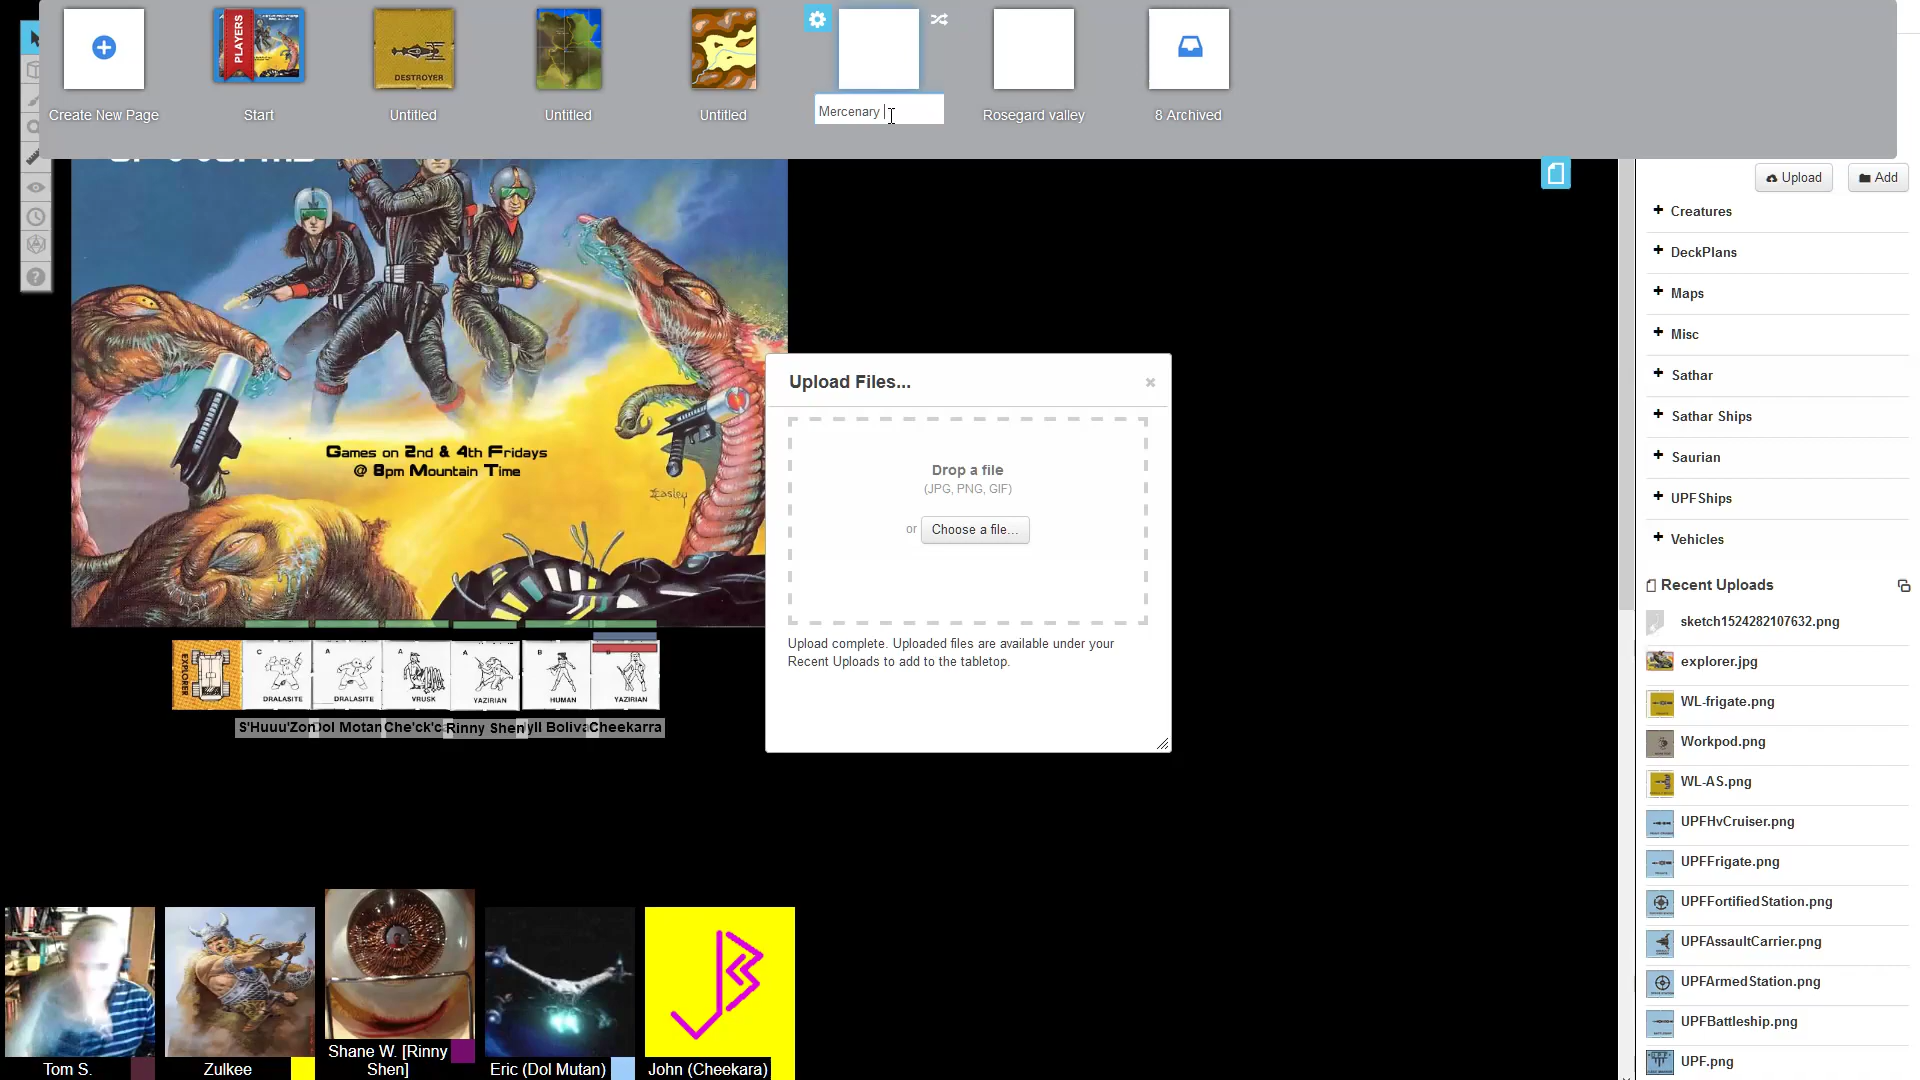 PLAYERS
DESTROYER
Create New Page
Start
Untitled
Untitled
Untitled
Mercenary
Rosegard valley
8 Archived
Upload
Add
Creatures
DeckPlans
Maps
Misc
Sathar
Sathar Ships
Saurian
UPFShips
Vehicles
Recent Uploads
sketch1524282107632.png
explorer.jpg
WL-frigate.png
Workpod.png
WL-AS.png
UPFHvCruiser.png
UPFFrigate.png
UPFFortifiedStation.png
UPFAssaultCarrier.png
UPFArmedStation.png
UPFBattleship.png
UPF.png
Games on 2nd & 4th Fridays
@ 8pm Mountain Time
Easley
Upload Files...
Drop a file
(JPG, PNG, GIF)
or Choose a file...
Upload complete. Uploaded files are available under your
Recent Uploads to add to the tabletop.
EXPLORER
C
DRALASITE
A
DRALASITE
A
VRUSK
A
YAZIRIAN
B
HUMAN
YAZIRIAN
S'Huuu'Zon
Dol Motan
Che'ck'c
Rinny Shen
yll Boliva
Cheekarra
Tom S.
Zulkee
Shane W. [Rinny
Shen]
Eric (Dol Mutan)
John (Cheekara)